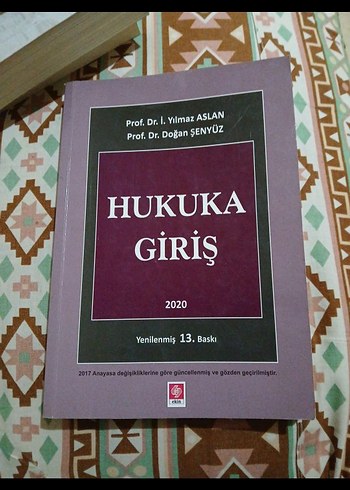 Prof. Dr. İ. Yılmaz ASLAN
Prof. Dr. Doğan ŞENYÜZ
HUKUKA
GİRİŞ
2020
Yenilenmiş 13. Baskı
2017 Anayasa değişikliklerine göre güncellenmiş ve gözden geçirilmiştir.
ekin